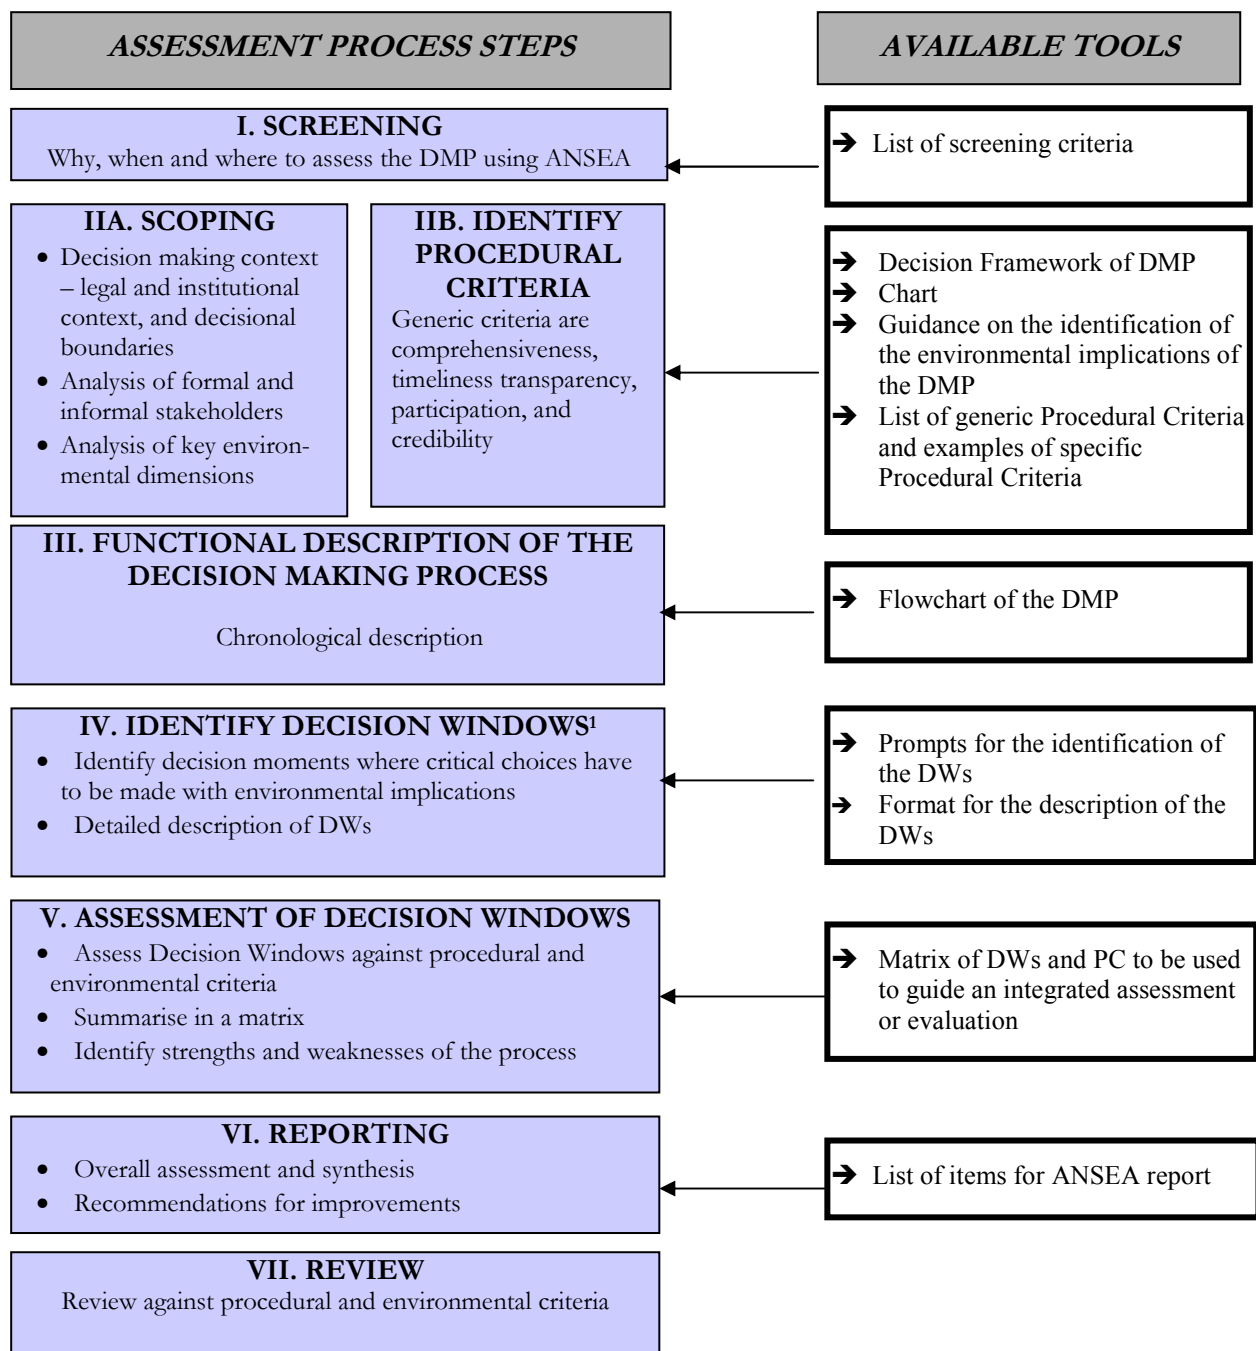 ASSESSMENT PROCESS STEPS
AVAILABLE TOOLS
I. SCREENING
Why, when and where to assess the DMP using ANSEA
➔ List of screening criteria
IIA. SCOPING
• Decision making context
– legal and institutional
context, and decisional
boundaries
• Analysis of formal and
informal stakeholders
• Analysis of key environ-
mental dimensions
IIB. IDENTIFY
PROCEDURAL
CRITERIA
Generic criteria are
comprehensiveness,
timeliness transparency,
participation, and
credibility
➔ Decision Framework of DMP
➔ Chart
➔ Guidance on the identification of
the environmental implications of
the DMP
➔ List of generic Procedural Criteria
and examples of specific
Procedural Criteria
III. FUNCTIONAL DESCRIPTION OF THE
DECISION MAKING PROCESS
Chronological description
➔ Flowchart of the DMP
IV. IDENTIFY DECISION WINDOWS¹
• Identify decision moments where critical choices have
to be made with environmental implications
• Detailed description of DWs
➔ Prompts for the identification of
the DWs
➔ Format for the description of the
DWs
V. ASSESSMENT OF DECISION WINDOWS
• Assess Decision Windows against procedural and
environmental criteria
• Summarise in a matrix
• Identify strengths and weaknesses of the process
➔ Matrix of DWs and PC to be used
to guide an integrated assessment
or evaluation
VI. REPORTING
• Overall assessment and synthesis
• Recommendations for improvements
➔ List of items for ANSEA report
VII. REVIEW
Review against procedural and environmental criteria